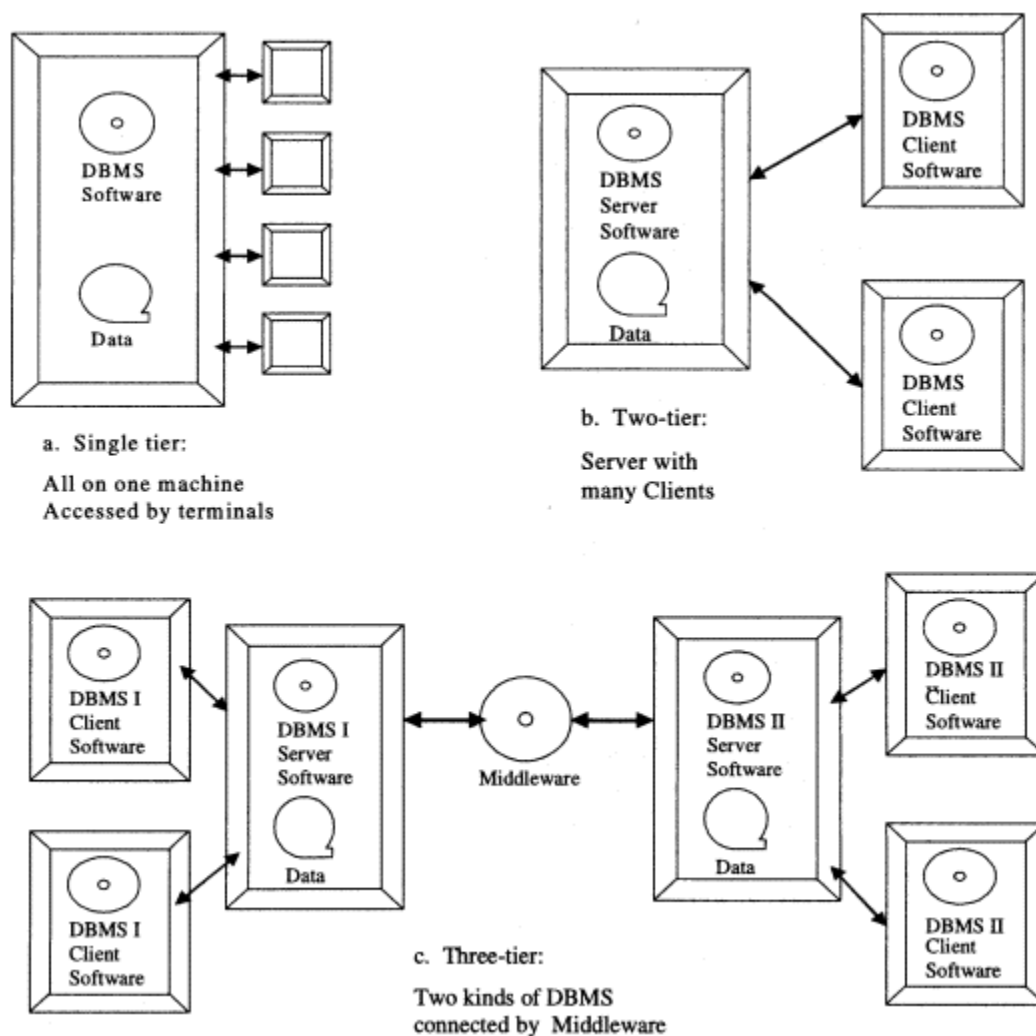 DBMS
Software
Data
a. Single tier:
All on one machine
Accessed by terminals
DBMS
Server
Software
Data
DBMS
Client
Software
DBMS
Client
Software
b. Two-tier:
Server with
many Clients
DBMS I
Client
Software
DBMS I
Client
Software
DBMS I
Server
Software
Data
Middleware
DBMS II
Server
Software
Data
DBMS II
Client
Software
DBMS II
Client
Software
c. Three-tier:
Two kinds of DBMS
connected by Middleware